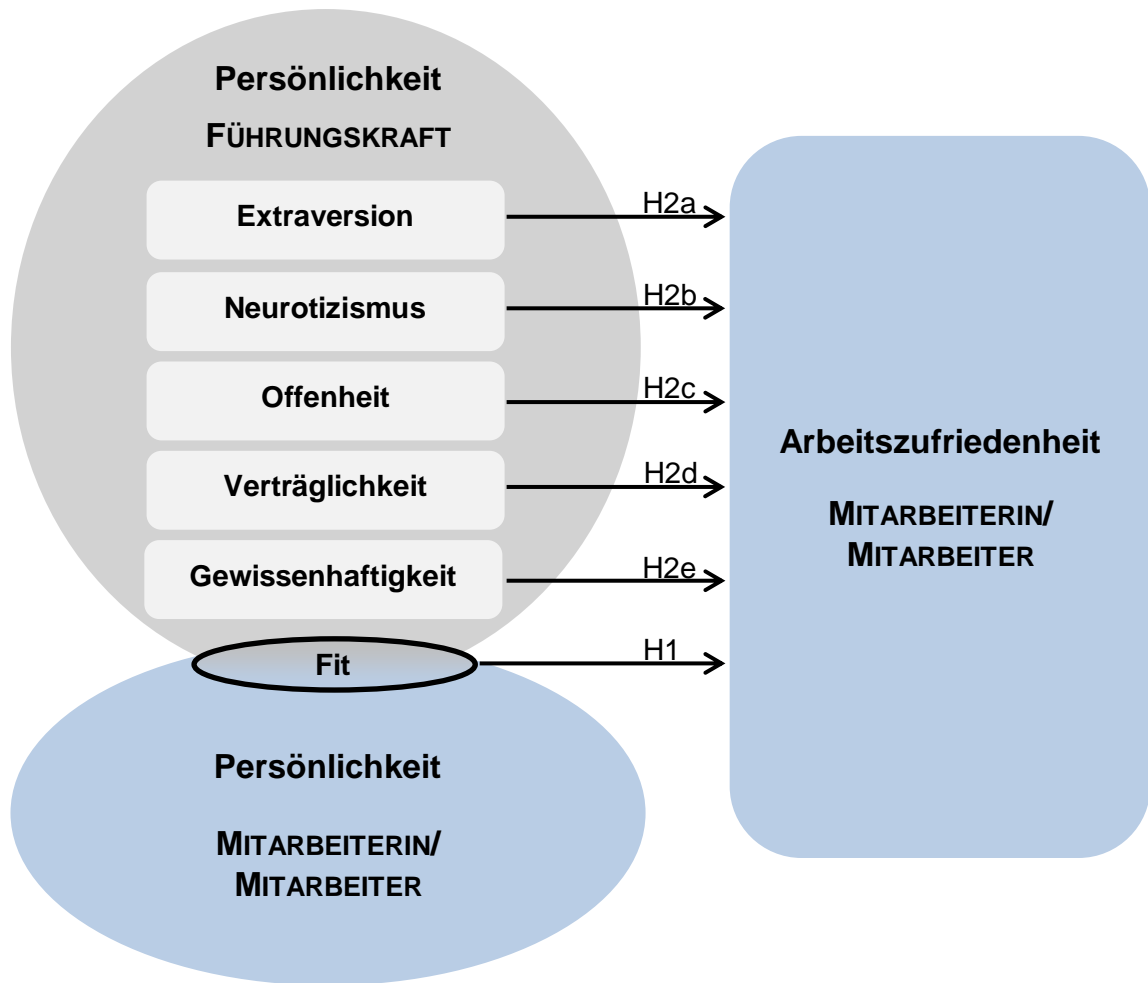 Persönlichkeit
FÜHRUNGSKRAFT
Extraversion
H2a
Neurotizismus
H2b
Offenheit
H2c
Verträglichkeit
H2d
Gewissenhaftigkeit
H2e
Fit
H1
Persönlichkeit
MITARBEITERIN/
MITARBEITER
Arbeitszufriedenheit
MITARBEITERIN/
MITARBEITER